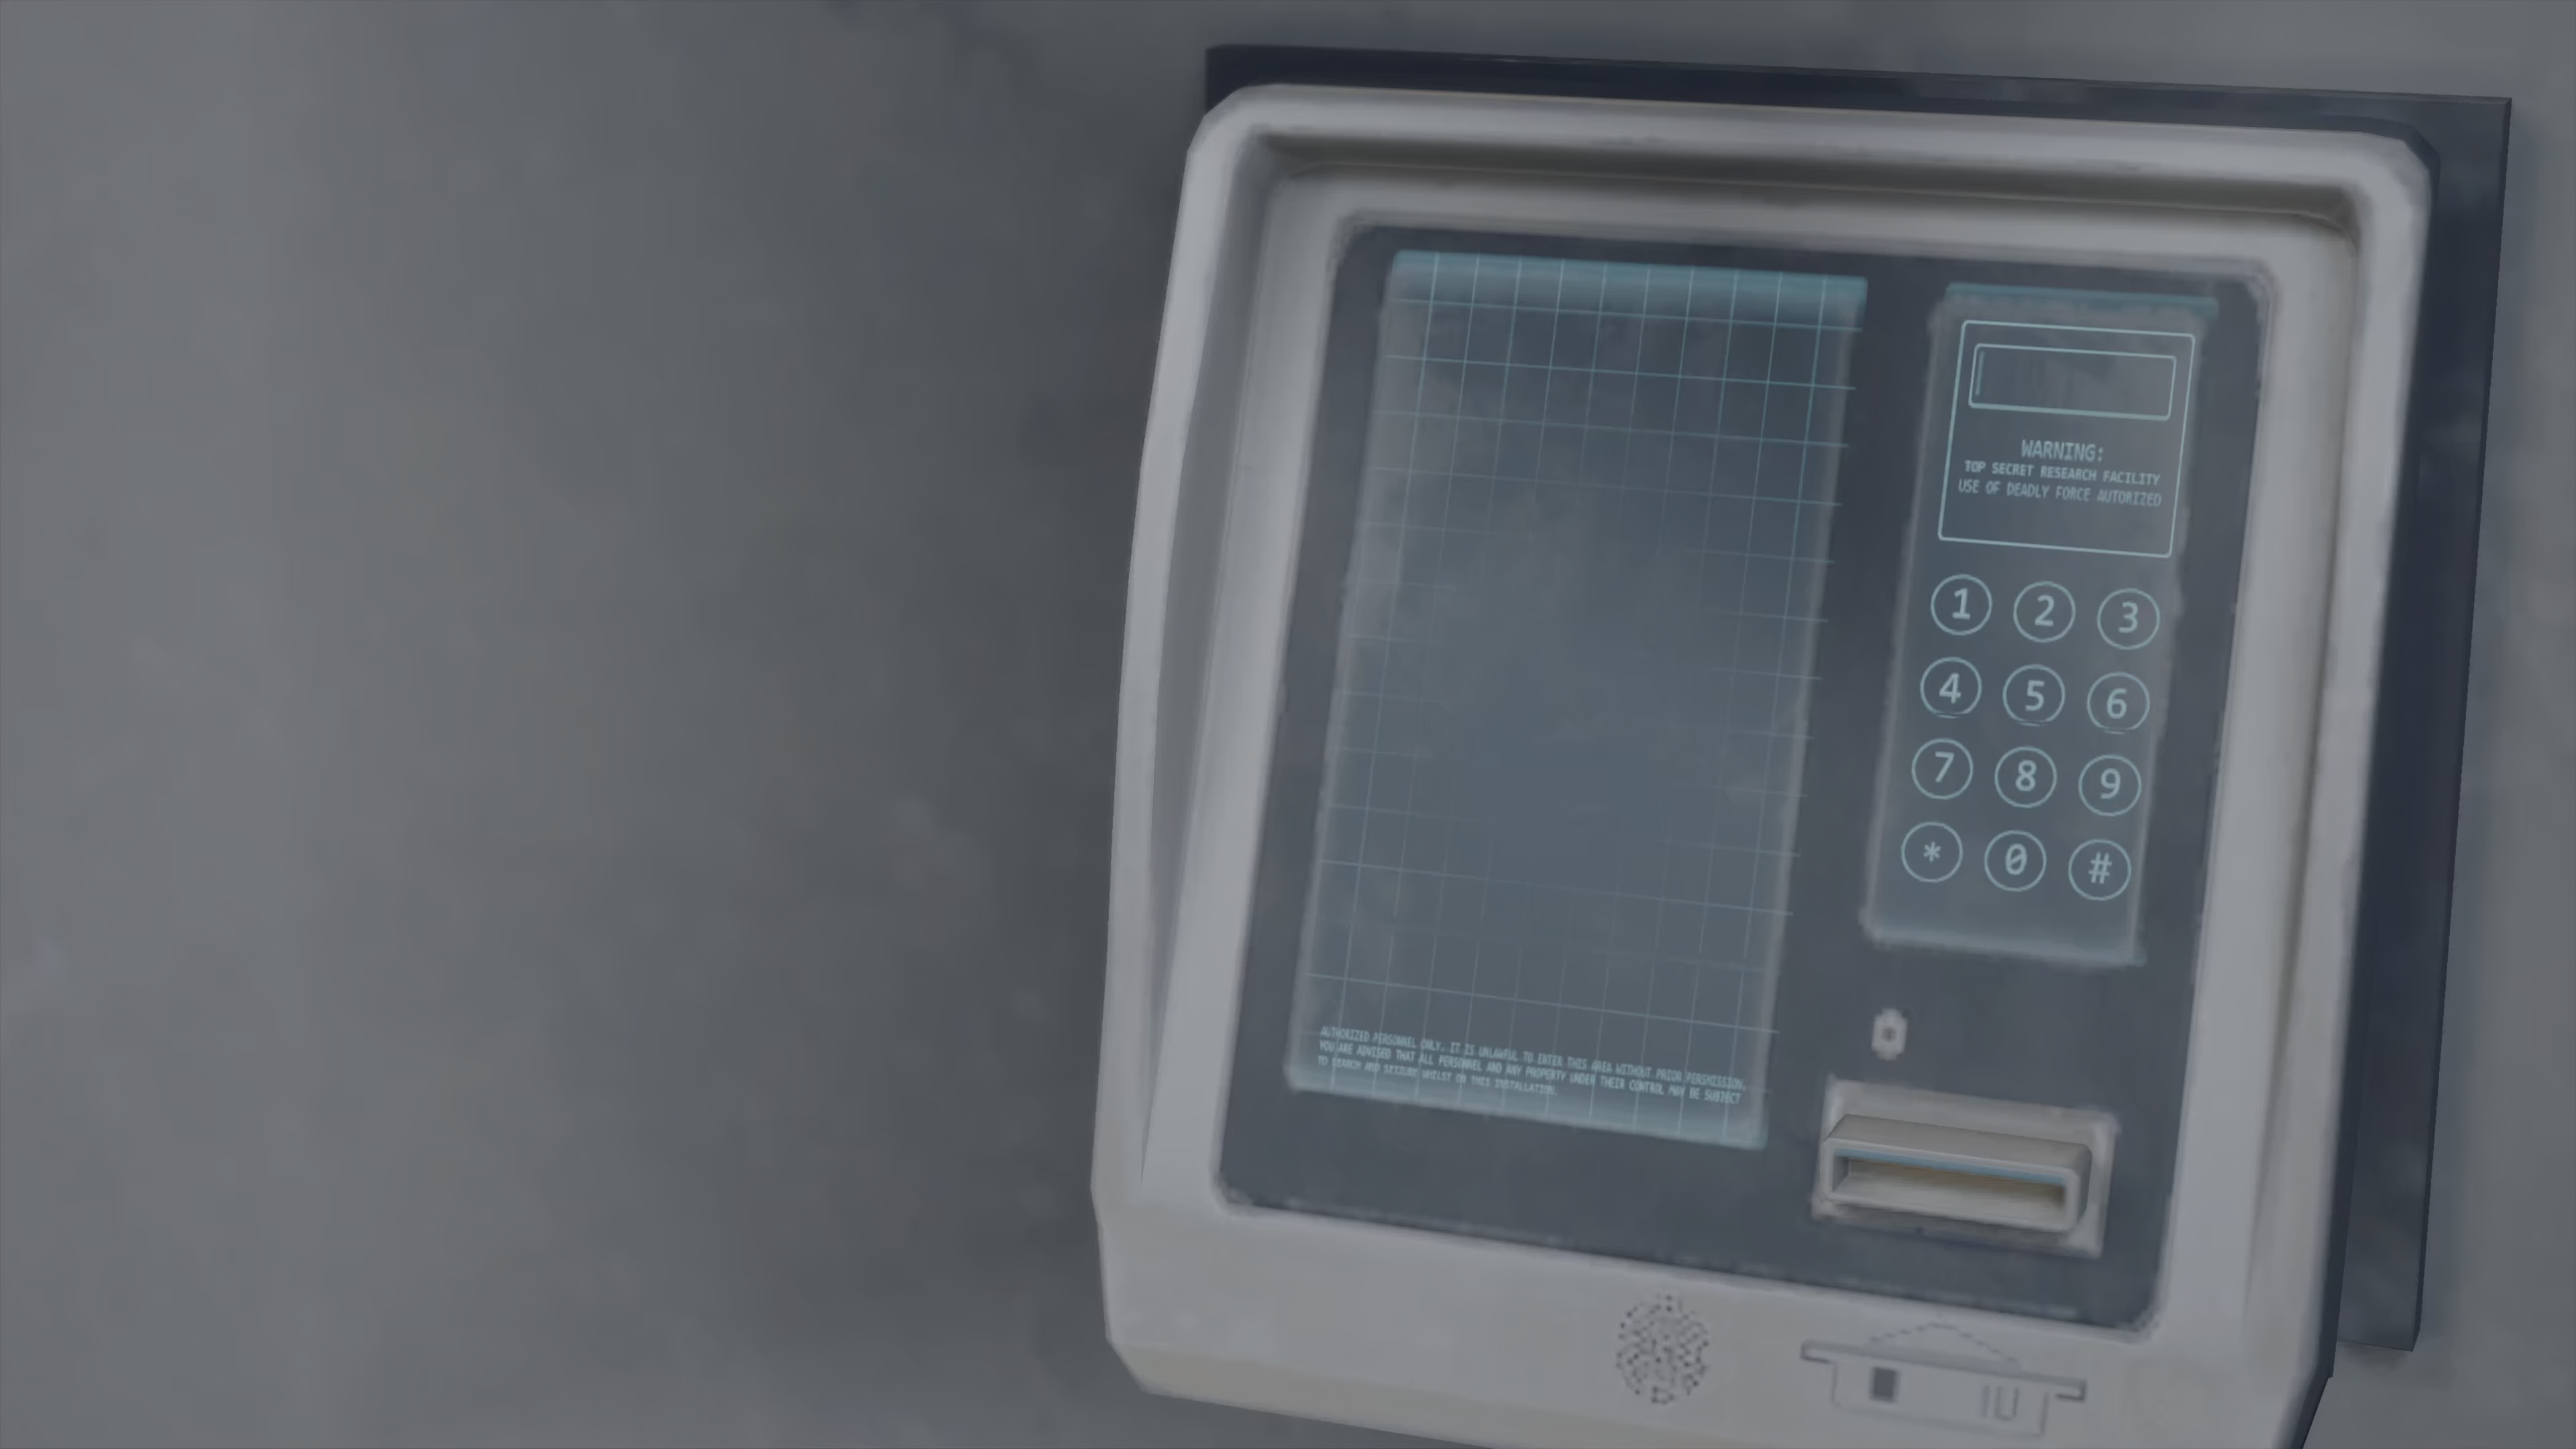 WARNING:
TOP SECRET RESEARCH FACILITY
USE OF DEADLY FORCE AUTORIZED
1 2 3
4 5 6
7 8 9
* 0 #
AUTHORIZED PERSONNEL ONLY. IT IS UNLAWFUL TO ENTER THIS AREA WITHOUT PRIOR PERSMISSION.
YOU ARE ADVISED THAT ALL PERSONNEL AND ANY PROPERTY UNDER THEIR CONTROL MAY BE SUBJECT
TO SEARCH AND SEIZURE WHILST ON THIS INSTALLATION.